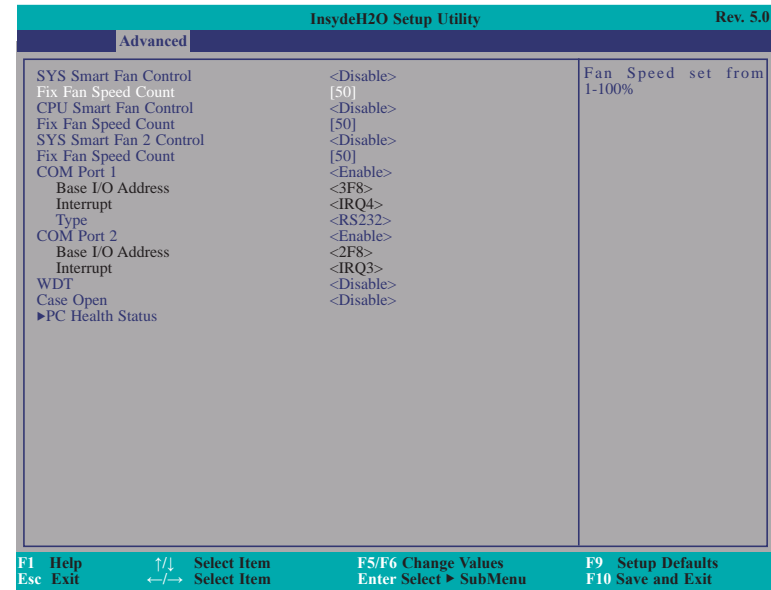 InsydeH2O Setup Utility Rev. 5.0
Advanced
SYS Smart Fan Control <Disable>
Fix Fan Speed Count [50]
CPU Smart Fan Control <Disable>
Fix Fan Speed Count [50]
SYS Smart Fan 2 Control <Disable>
Fix Fan Speed Count [50]
COM Port 1 <Enable>
Base I/O Address <3F8>
Interrupt <IRQ4>
Type <RS232>
COM Port 2 <Enable>
Base I/O Address <2F8>
Interrupt <IRQ3>
WDT <Disable>
Case Open <Disable>
▶PC Health Status
Fan Speed set from
1-100%
F1 Help ↑/↓ Select Item F5/F6 Change Values F9 Setup Defaults
Esc Exit ←/→ Select Item Enter Select ▶ SubMenu F10 Save and Exit